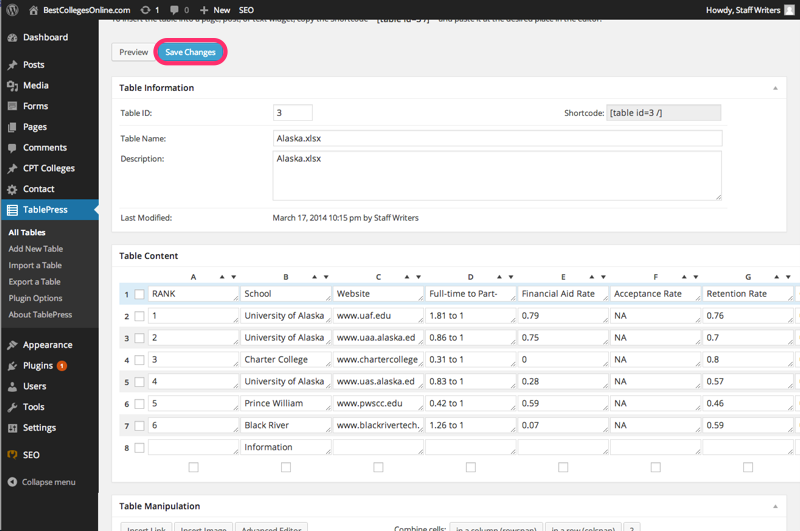 BestCollegesOnline.com 1 0 + New SEO Howdy, Staff Writers
To insert the table into a page, post, or text widget, copy the shortcode "[table id=3 /]" and paste it at the desired place in the editor.
Dashboard
Posts
Media
Forms
Pages
Comments
CPT Colleges
Contact
TablePress
All Tables
Add New Table
Import a Table
Export a Table
Plugin Options
About TablePress
Appearance
Plugins 1
Users
Tools
Settings
SEO
Collapse menu
Preview Save Changes
Table Information
Table ID: 3 Shortcode: [table id=3 /]
Table Name: Alaska.xlsx
Description: Alaska.xlsx
Last Modified: March 17, 2014 10:15 pm by Staff Writers
Table Content
A B C D E F G
1 RANK School Website Full-time to Part- Financial Aid Rate Acceptance Rate Retention Rate
2 1 University of Alaska www.uaf.edu 1.81 to 1 0.79 NA 0.76
3 2 University of Alaska www.uaa.alaska.ed 0.86 to 1 0.75 NA 0.7
4 3 Charter College www.chartercollege 0.31 to 1 0 NA 0.8
5 4 University of Alaska www.uas.alaska.ed 0.83 to 1 0.28 NA 0.57
6 5 Prince William www.pwscc.edu 0.42 to 1 0.59 NA 0.46
7 6 Black River www.blackrivertech. 1.26 to 1 0.07 NA 0.59
8 Information
Table Manipulation
Insert Link Insert Image Advanced Editor Combine cells: in a column (rowspan) in a row (colspan) ?